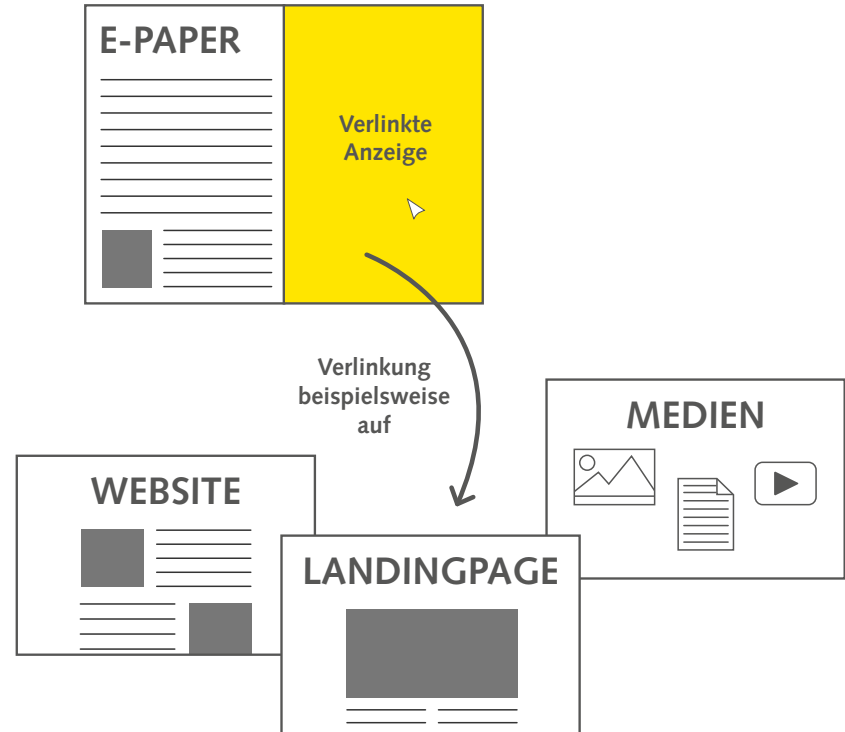 E-PAPER
Verlinkte
Anzeige
Verlinkung
beispielsweise
auf
MEDIEN
WEBSITE
LANDINGPAGE